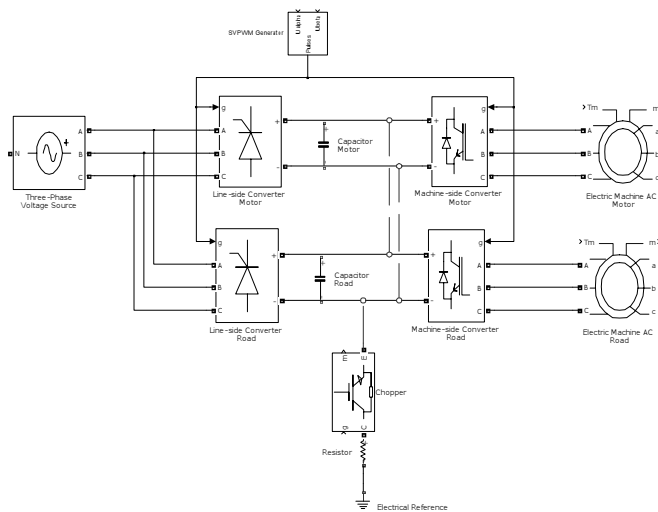 Ualpha
Ubeta
SVPWM Generator
Pulses
g
A
B
C
+
-
Line-side Converter
Motor
+
Capacitor
Motor
g
+
-
A
B
C
Machine-side Converter
Motor
Tm
m
A
B
C
a
b
c
Electric Machine AC
Motor
N
A
B
C
Three-Phase
Voltage Source
g
A
B
C
+
-
Line-side Converter
Road
+
Capacitor
Road
g
+
-
A
B
C
Machine-side Converter
Road
Tm
m
A
B
C
a
b
c
Electric Machine AC
Road
m
E
Chopper
g
C
Resistor
+
Electrical Reference